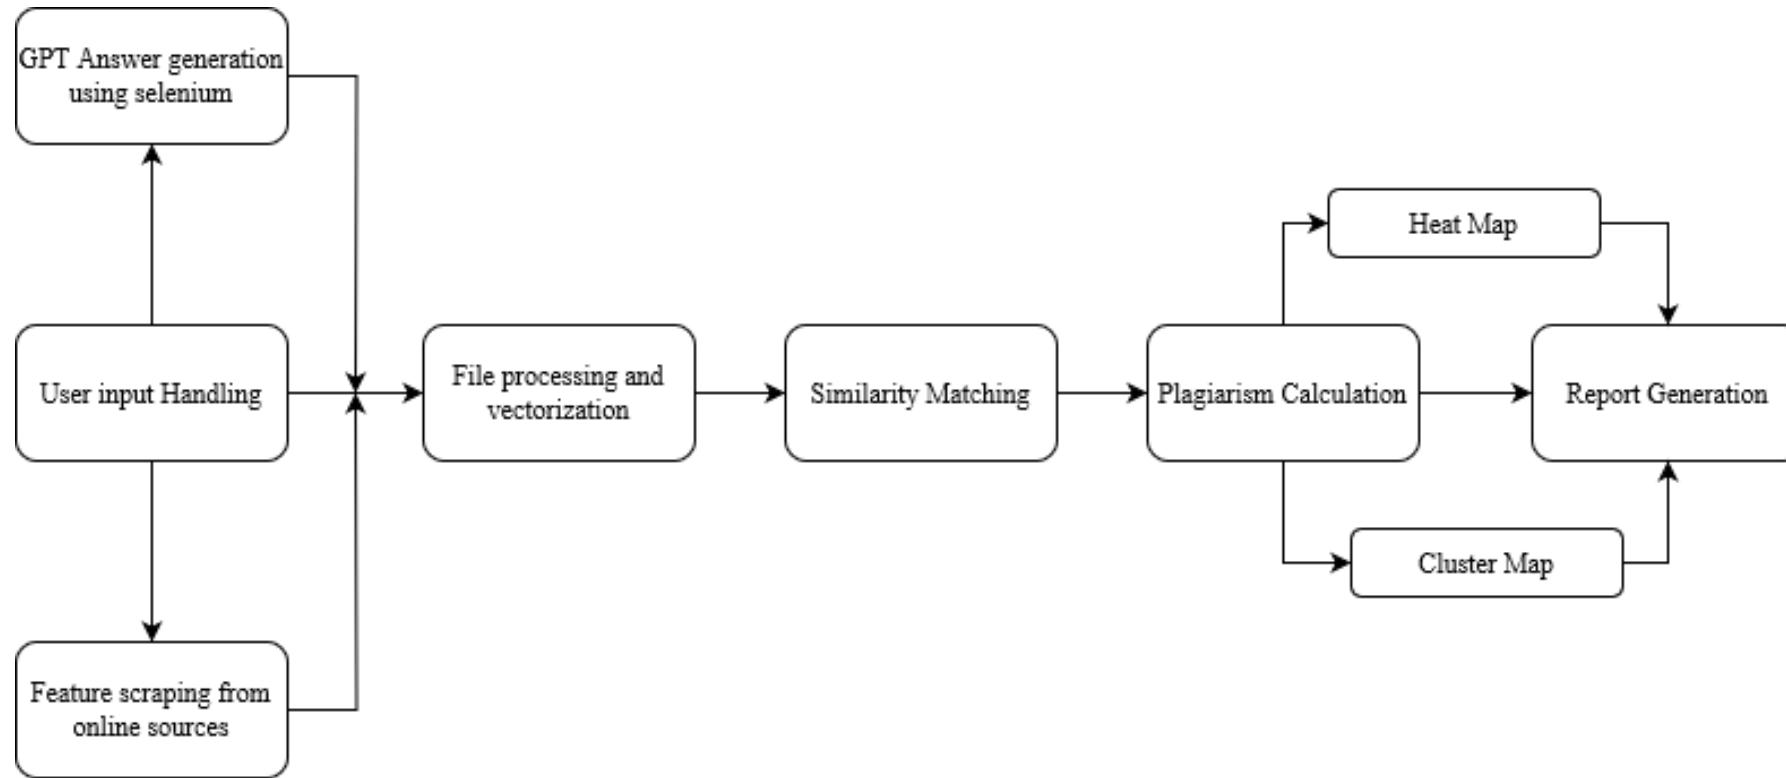 GPT Answer generation
using selenium
Heat Map
User input Handling
File processing and
vectorization
Similarity Matching
Plagiarism Calculation
Report Generation
Cluster Map
Feature scraping from
online sources